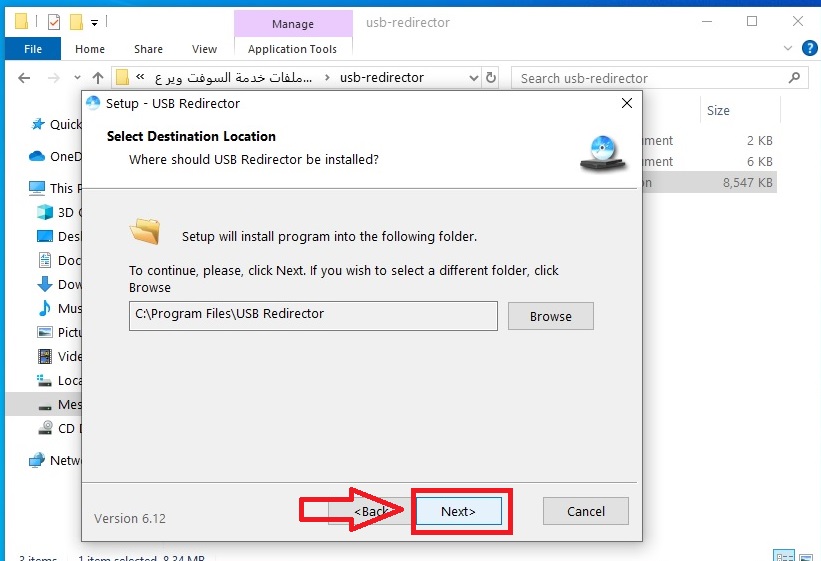 Manage
usb-redirector
File
Home
Share
View
Application Tools
« ملفات خدمة السوفت وير ع...
usb-redirector
Search usb-redirector
Setup - USB Redirector
Size
Quick
Select Destination Location
Where should USB Redirector be installed?
2 KB
OneD
6 KB
This P
8,547 KB
3D
Desk
Setup will install program into the following folder.
Doc
To continue, please, click Next. If you wish to select a different folder, click
Dow
Browse
Mus
C:\Program Files\USB Redirector
Browse
Pictu
Vide
Loca
Mes
CD
Netw
<Back
Next>
Cancel
Version 6.12
3 items
1 item selected 8.34 MB